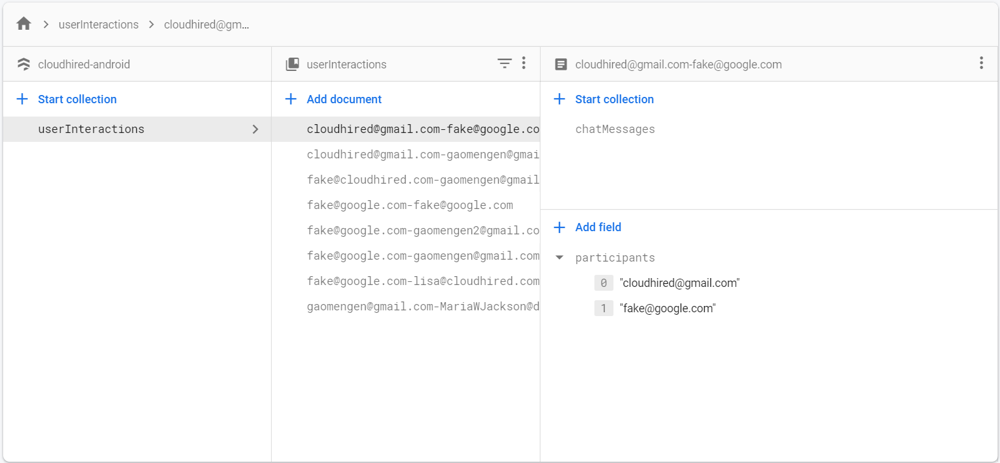 userInteractions
cloudhired@gm...
cloudhired-android
Start collection
userInteractions
userInteractions
Add document
cloudhired@gmail.com-fake@google.co
cloudhired@gmail.com-gaomengen@gmai
fake@cloudhired.com-gaomengen@gmail
fake@google.com-fake@google.com
fake@google.com-gaomengen2@gmail.co
fake@google.com-gaomengen@gmail.com
fake@google.com-lisa@cloudhired.com
gaomengen@gmail.com-MariaWJackson@d
cloudhired@gmail.com-fake@google.com
Start collection
chatMessages
Add field
participants
0 "cloudhired@gmail.com"
1 "fake@google.com"